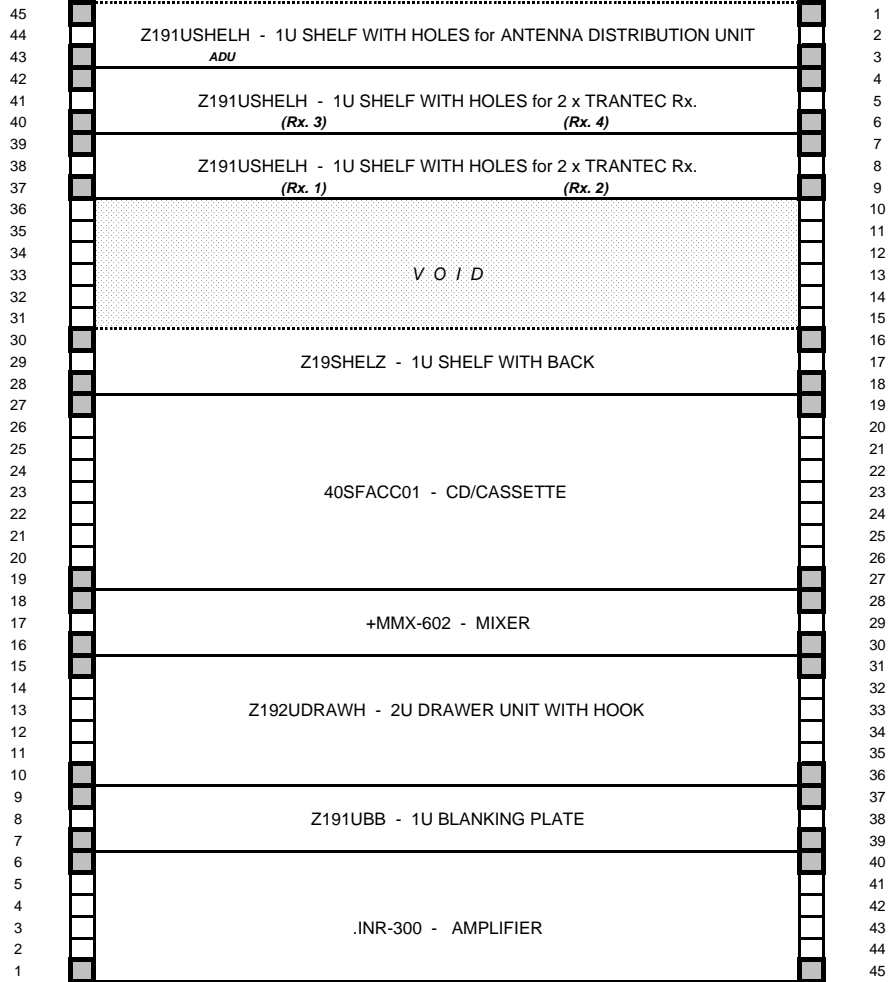 45 1
44 Z191USHELH - 1U SHELF WITH HOLES for ANTENNA DISTRIBUTION UNIT 2
43 ADU 3
42 4
41 Z191USHELH - 1U SHELF WITH HOLES for 2 x TRANTEC Rx. 5
40 (Rx. 3) (Rx. 4) 6
39 7
38 Z191USHELH - 1U SHELF WITH HOLES for 2 x TRANTEC Rx. 8
37 (Rx. 1) (Rx. 2) 9
36 10
35 11
34 12
33 V O I D 13
32 14
31 15
30 16
29 Z19SHELZ - 1U SHELF WITH BACK 17
28 18
27 19
26 20
25 21
24 22
23 40SFACC01 - CD/CASSETTE 23
22 24
21 25
20 26
19 27
18 28
17 +MMX-602 - MIXER 29
16 30
15 31
14 32
13 Z192UDRAWH - 2U DRAWER UNIT WITH HOOK 33
12 34
11 35
10 36
9 37
8 Z191UBB - 1U BLANKING PLATE 38
7 39
6 40
5 41
4 42
3 .INR-300 - AMPLIFIER 43
2 44
1 45